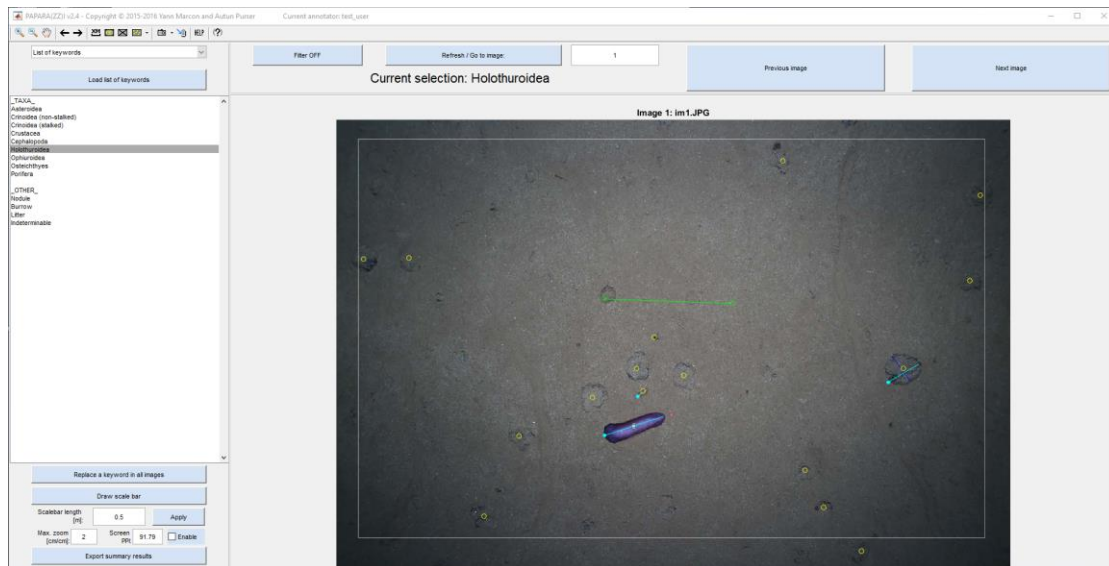 PAPARA(ZZ)I v2.4 - Copyright © 2015-2016 Yann Marcon and Autun Purser
Current annotator: test_user
HELP
List of keywords
Load list of keywords
Filter OFF
Refresh / Go to image:
1
Previous image
Next image
Current selection: Holothuroidea
_TAXA_
Asteroidea
Crinoidea (non-stalked)
Crinoidea (stalked)
Crustacea
Cephalopoda
Holothuroidea
Ophiuroidea
Osteichthyes
Porifera
_OTHER_
Nodule
Burrow
Litter
Indeterminable
Image 1: im1.JPG
Replace a keyword in all images
Draw scale bar
Scalebar length [m]:
0.5
Apply
Max. zoom [cm/cm]:
2
Screen PPI
91.79
Enable
Export summary results